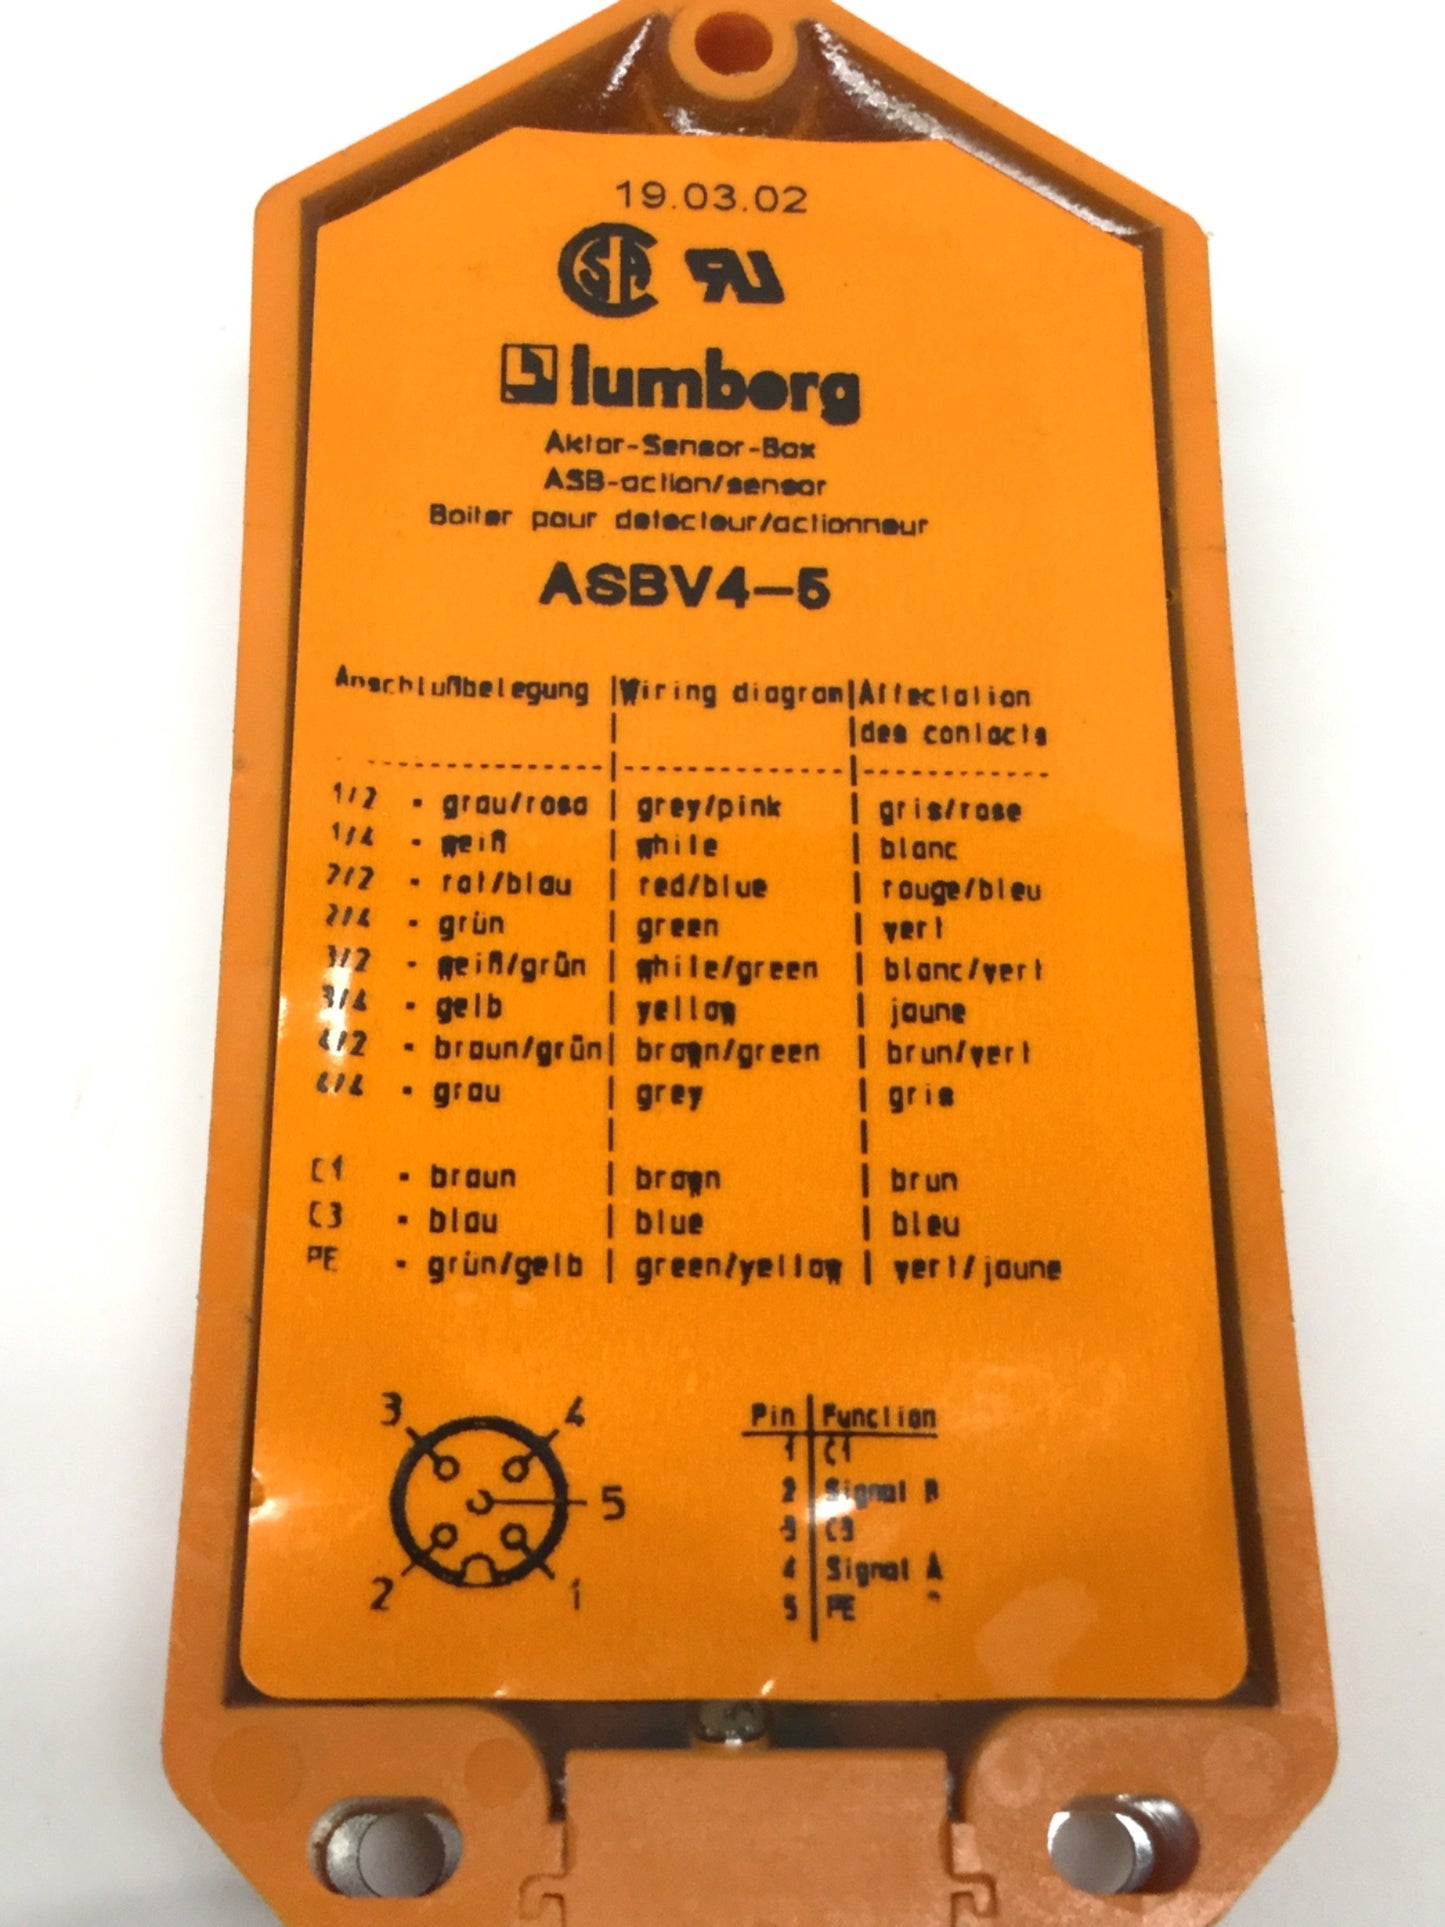 19.03.02
CSA RU
lumberg
Aktor-Sensor-Box
ASB-action/sensor
Boiter pour detecteur/actionneur
ASBV4-5
Anschlußbelegung | Wiring diagram | Affectation
des contacts
1/2 - grau/rosa | grey/pink | gris/rose
1/4 - weiß | white | blanc
2/2 - rot/blau | red/blue | rouge/bleu
2/4 - grün | green | vert
3/2 - weiß/grün | white/green | blanc/vert
3/4 - gelb | yellow | jaune
4/2 - braun/grün | brown/green | brun/vert
4/4 - grau | grey | gris
C1 - braun | brown | brun
C3 - blau | blue | bleu
PE - grün/gelb | green/yellow | vert/jaune
3 4
5
2 1
Pin | Function
1 | C1
2 | Signal B
3 | C3
4 | Signal A
5 | PE